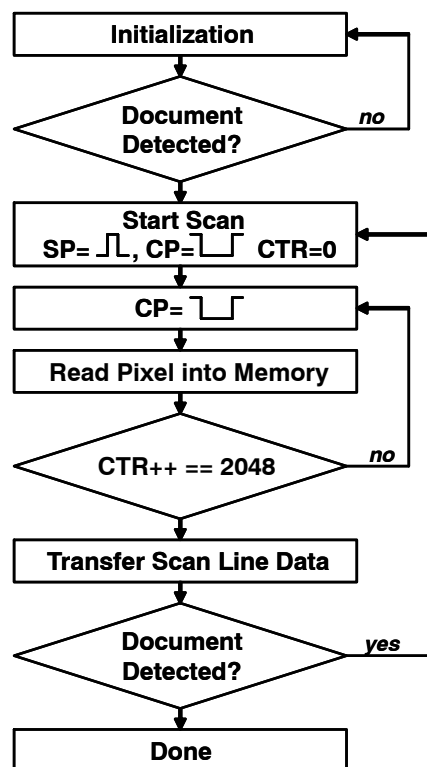 Initialization
Document
Detected?
no
Start Scan
SP= , CP= CTR=0
CP=
Read Pixel into Memory
CTR++ == 2048
no
Transfer Scan Line Data
Document
Detected?
yes
Done